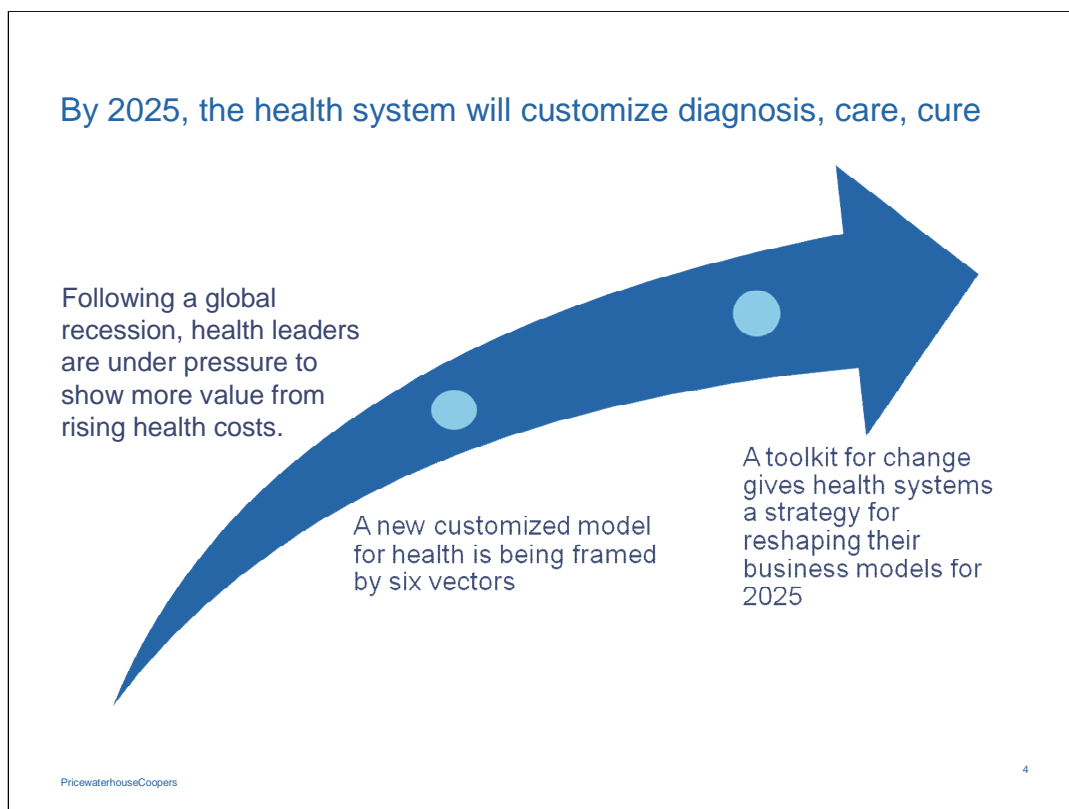 By 2025, the health system will customize diagnosis, care, cure
Following a global
recession, health leaders
are under pressure to
show more value from
rising health costs.
A new customized model
for health is being framed
by six vectors
A toolkit for change
gives health systems
a strategy for
reshaping their
business models for
2025
PricewaterhouseCoopers
4